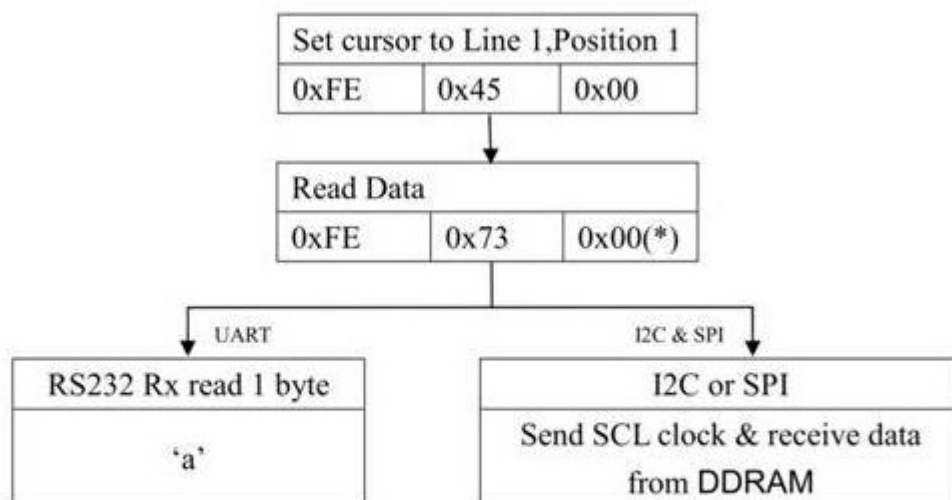 Set cursor to Line 1,Position 1
0xFE 0x45 0x00
Read Data
0xFE 0x73 0x00(*)
UART I2C & SPI
RS232 Rx read 1 byte I2C or SPI
‘a’ Send SCL clock & receive data
from DDRAM